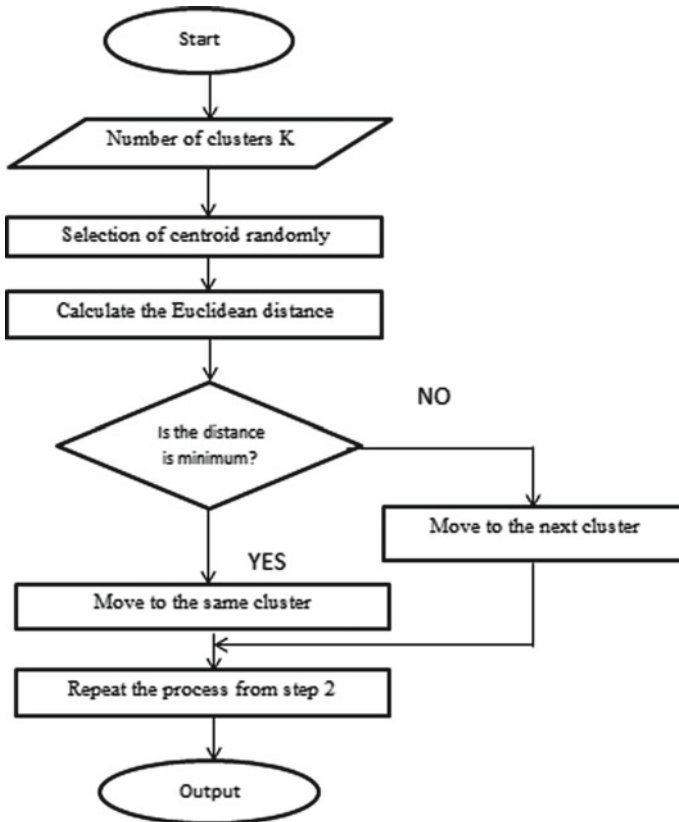 Start
Number of clusters K
Selection of centroid randomly
Calculate the Euclidean distance
NO
Is the distance
is minimum?
Move to the next cluster
YES
Move to the same cluster
Repeat the process from step 2
Output